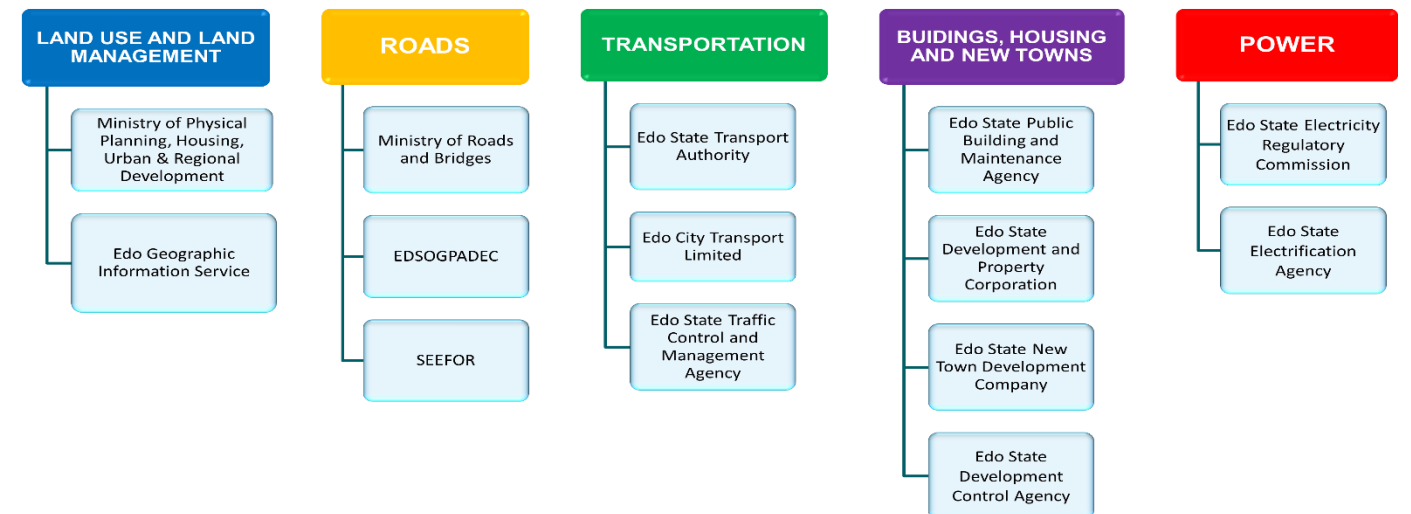 LAND USE AND LAND
MANAGEMENT
Ministry of Physical
Planning, Housing,
Urban & Regional
Development
Edo Geographic
Information Service
ROADS
Ministry of Roads
and Bridges
EDSOGPADEC
SEEFOR
TRANSPORTATION
Edo State Transport
Authority
Edo City Transport
Limited
Edo State Traffic
Control and
Management
Agency
BUIDINGS, HOUSING
AND NEW TOWNS
Edo State Public
Building and
Maintenance
Agency
Edo State
Development and
Property
Corporation
Edo State New
Town Development
Company
Edo State
Development
Control Agency
POWER
Edo State Electricity
Regulatory
Commission
Edo State
Electrification
Agency